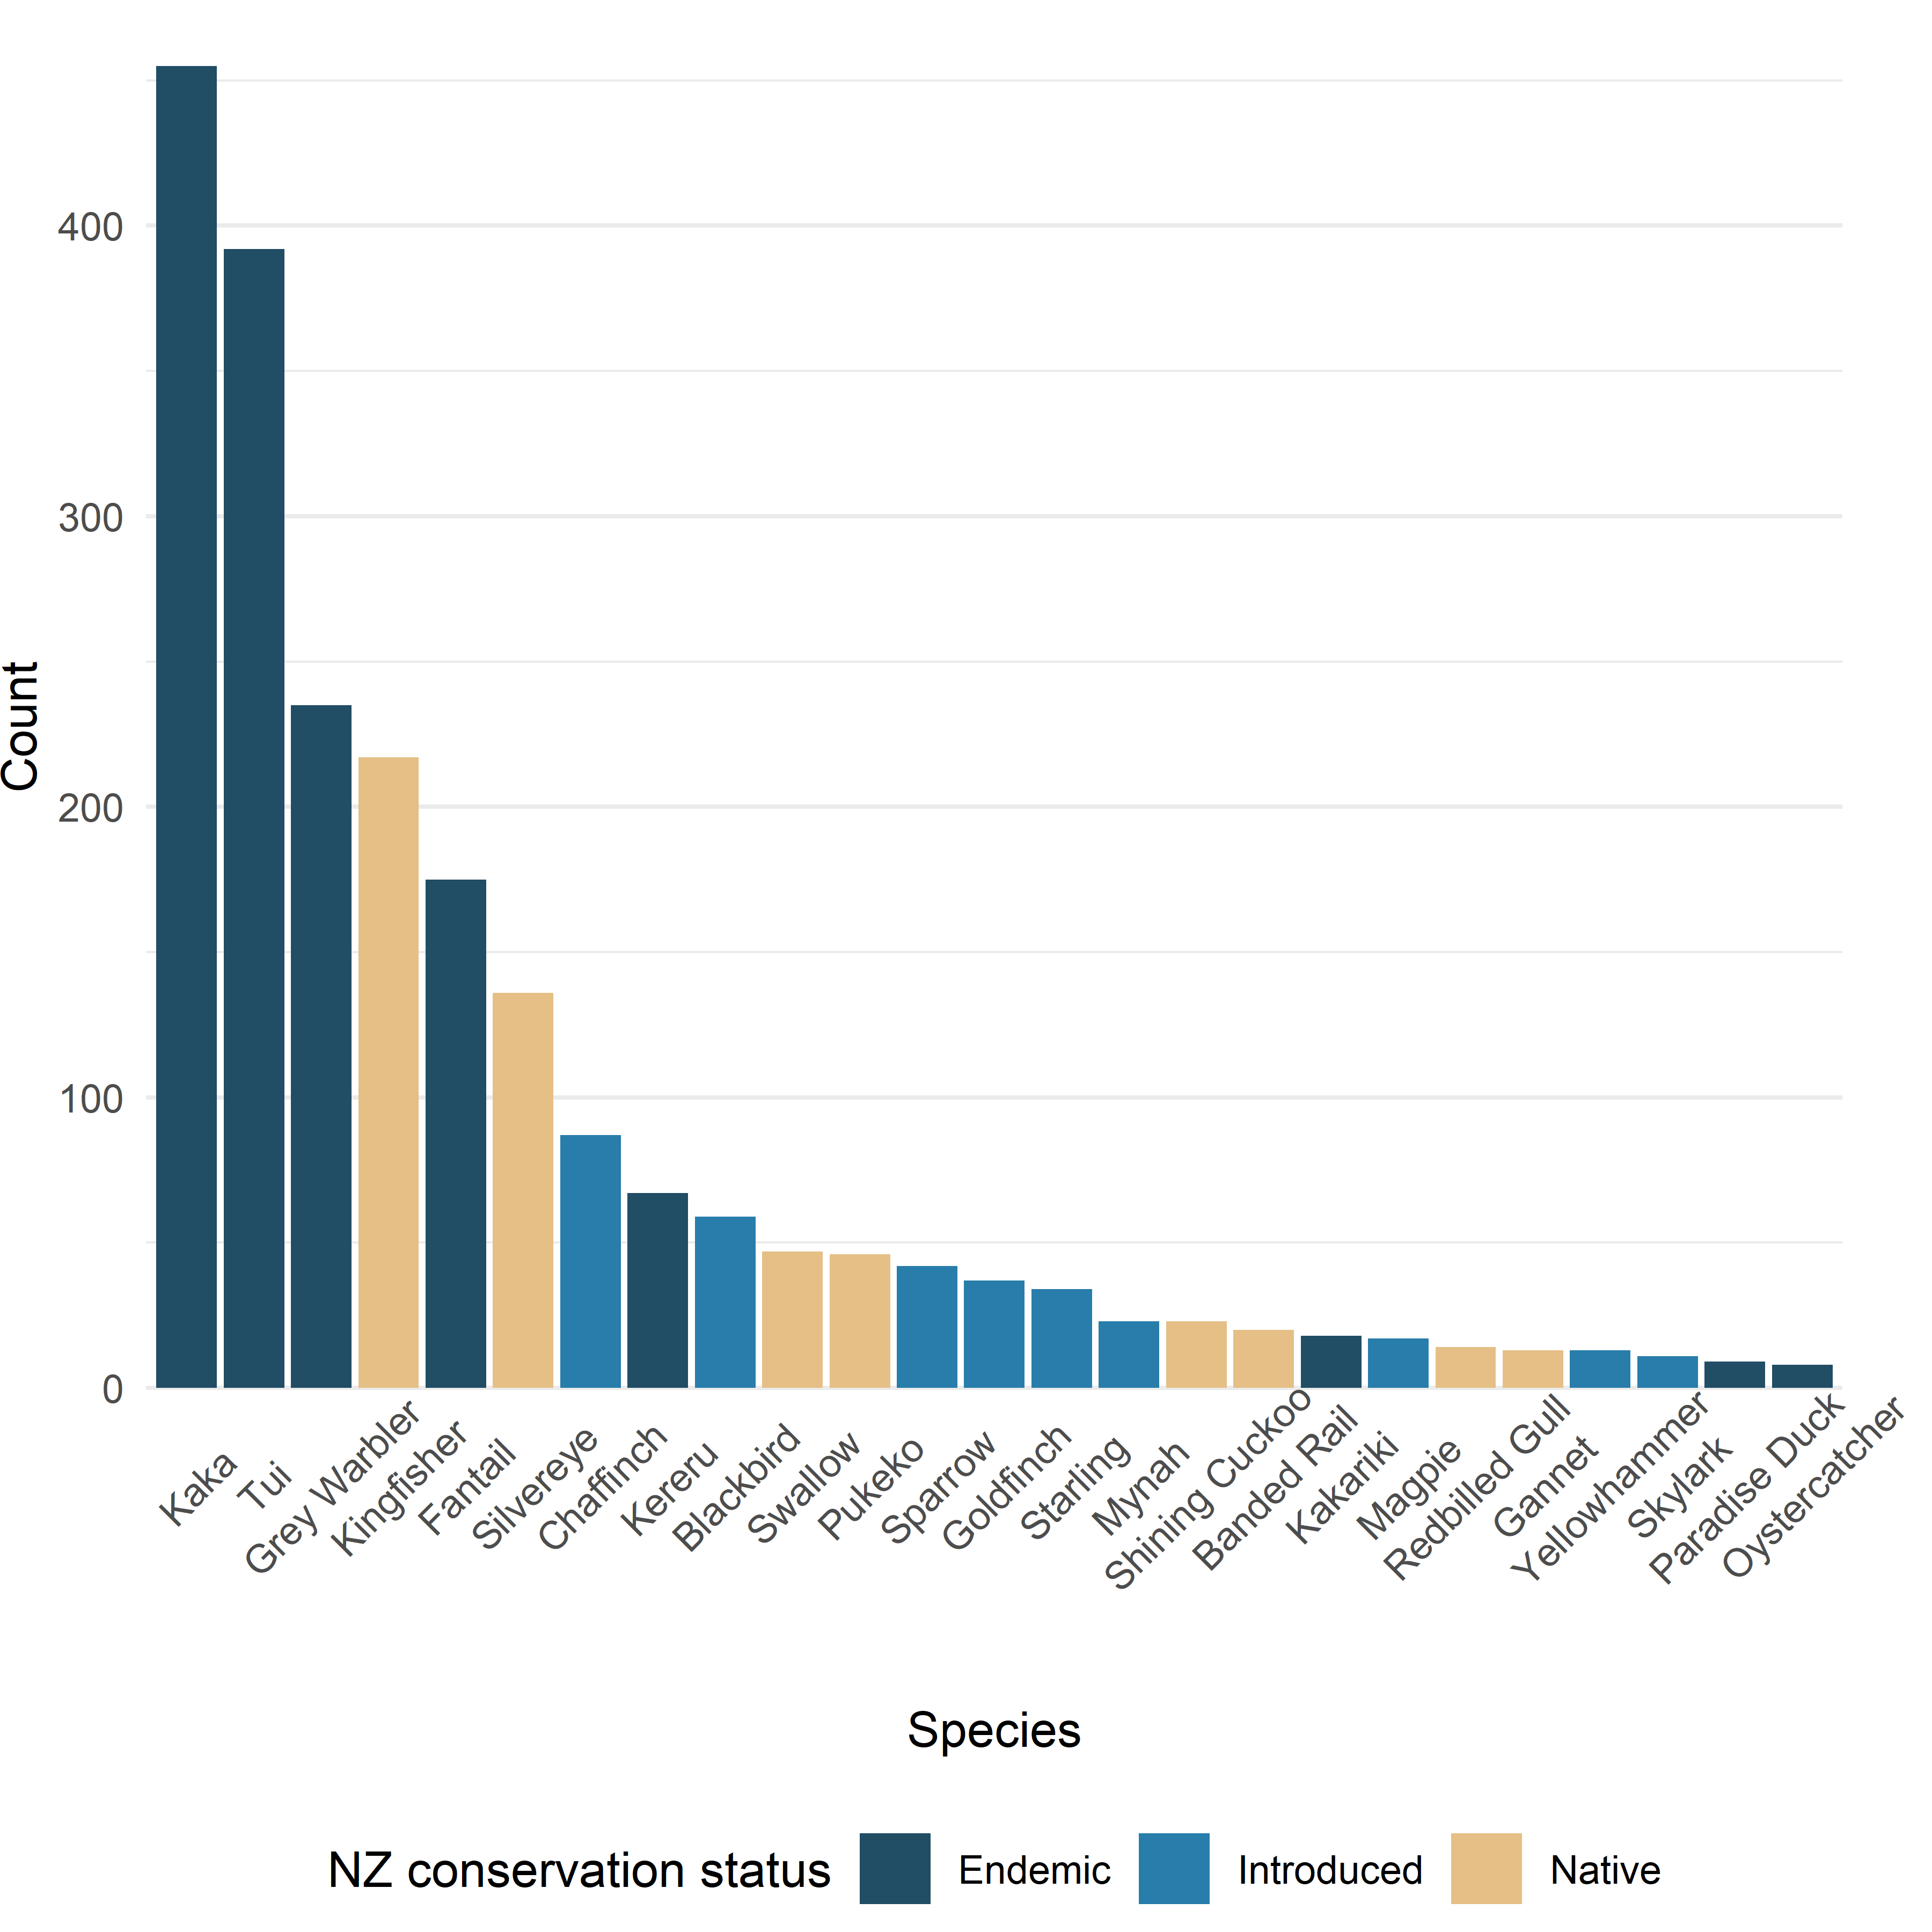 Count
400
300
200
100
0
Kaka
Tui
Grey Warbler
Kingfisher
Fantail
Silvereye
Chaffinch
Kereru
Blackbird
Swallow
Pukeko
Sparrow
Goldfinch
Starling
Mynah
Shining Cuckoo
Banded Rail
Kakariki
Magpie
Redbilled Gull
Gannet
Yellowhammer
Skylark
Paradise Duck
Oystercatcher
Species
NZ conservation status Endemic Introduced Native